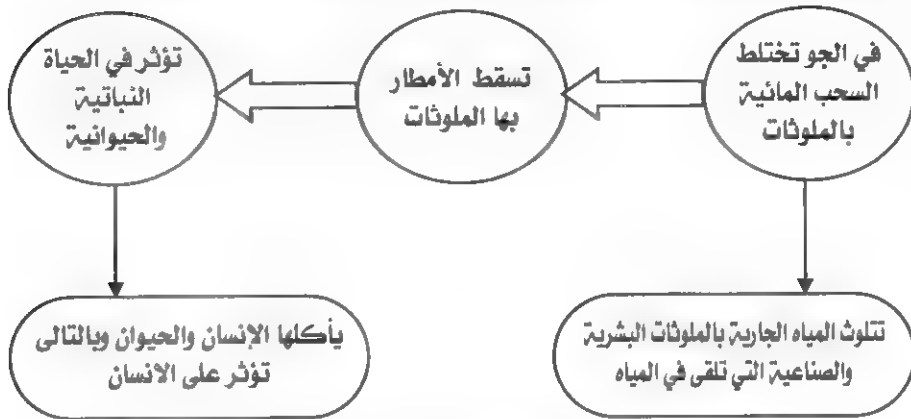 في الجو تختلط
السحب المائية
بالملوثات
تسقط الأمطار
بها الملوثات
تؤثر في الحياة
النباتية
والحيوانية
تتلوث المياه الجارية بالملوثات البشرية
والصناعية التي تلقى في المياه
يأكلها الإنسان والحيوان وبالتالى
تؤثر على الانسان